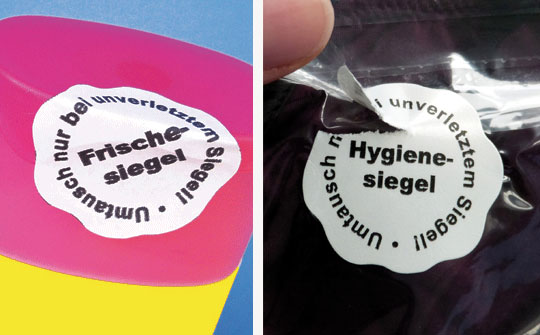 Umtausch nur bei unverletztem Siegel! •
Frische-
siegel
Umtausch n i unverletztem Siegel! •
Hygiene-
siegel